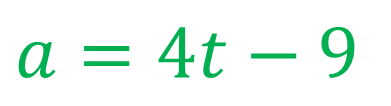 a = 4t − 9